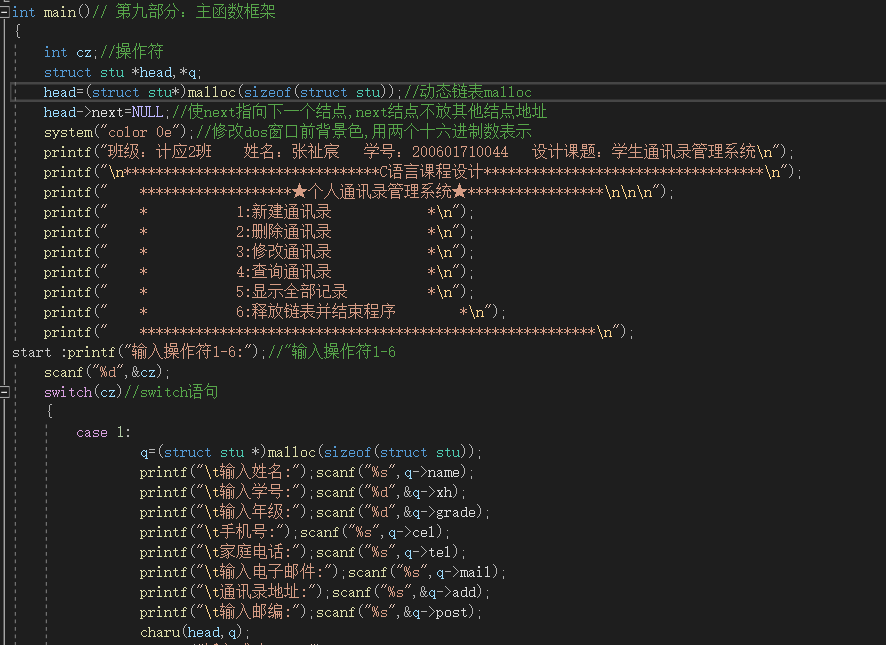 int main()// 第九部分：主函数框架
{
int cz;//操作符
struct stu *head,*q;
head=(struct stu*)malloc(sizeof(struct stu));//动态链表malloc
head->next=NULL;//使next指向下一个结点,next结点不放其他结点地址
system("color 0e");//修改dos窗口前背景色,用两个十六进制数表示
printf("班级：计应2班    姓名：张祉宸   学号：200601710044   设计课题：学生通讯录管理系统\n");
printf("\n********************************C语言课程设计***********************************\n");
printf("    *******************★个人通讯录管理系统★*****************\n\n\n");
printf("    *           1:新建通讯录            *\n");
printf("    *           2:删除通讯录            *\n");
printf("    *           3:修改通讯录            *\n");
printf("    *           4:查询通讯录            *\n");
printf("    *           5:显示全部记录          *\n");
printf("    *           6:释放链表并结束程序        *\n");
printf("    *********************************************************\n");
start :printf("输入操作符1-6:");//"输入操作符1-6
scanf("%d",&cz);
switch(cz)//switch语句
{
case 1:
q=(struct stu *)malloc(sizeof(struct stu));
printf("\t输入姓名:");scanf("%s",q->name);
printf("\t输入学号:");scanf("%d",&q->xh);
printf("\t输入年级:");scanf("%d",&q->grade);
printf("\t手机号:");scanf("%s",q->cel);
printf("\t家庭电话:");scanf("%s",q->tel);
printf("\t输入电子邮件:");scanf("%s",q->mail);
printf("\t通讯录地址:");scanf("%s",&q->add);
printf("\t输入邮编:");scanf("%s",&q->post);
charu(head,q);